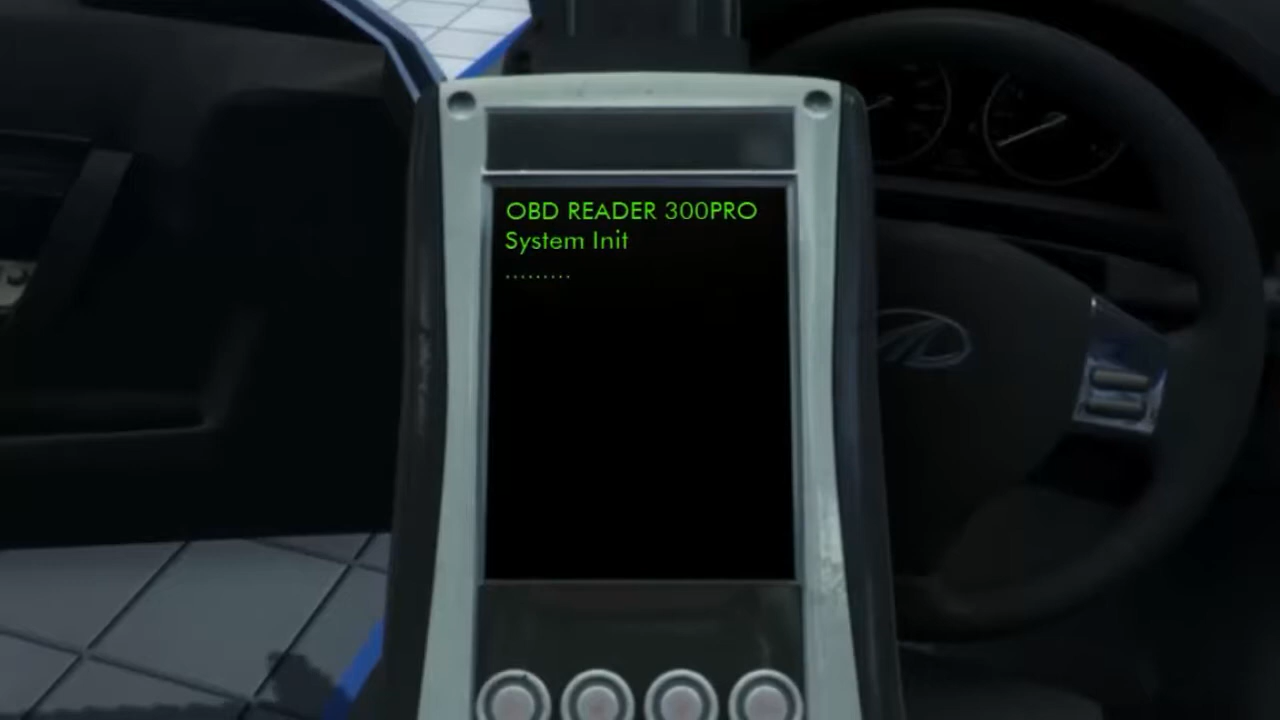 OBD READER 300PRO
System Init
.........